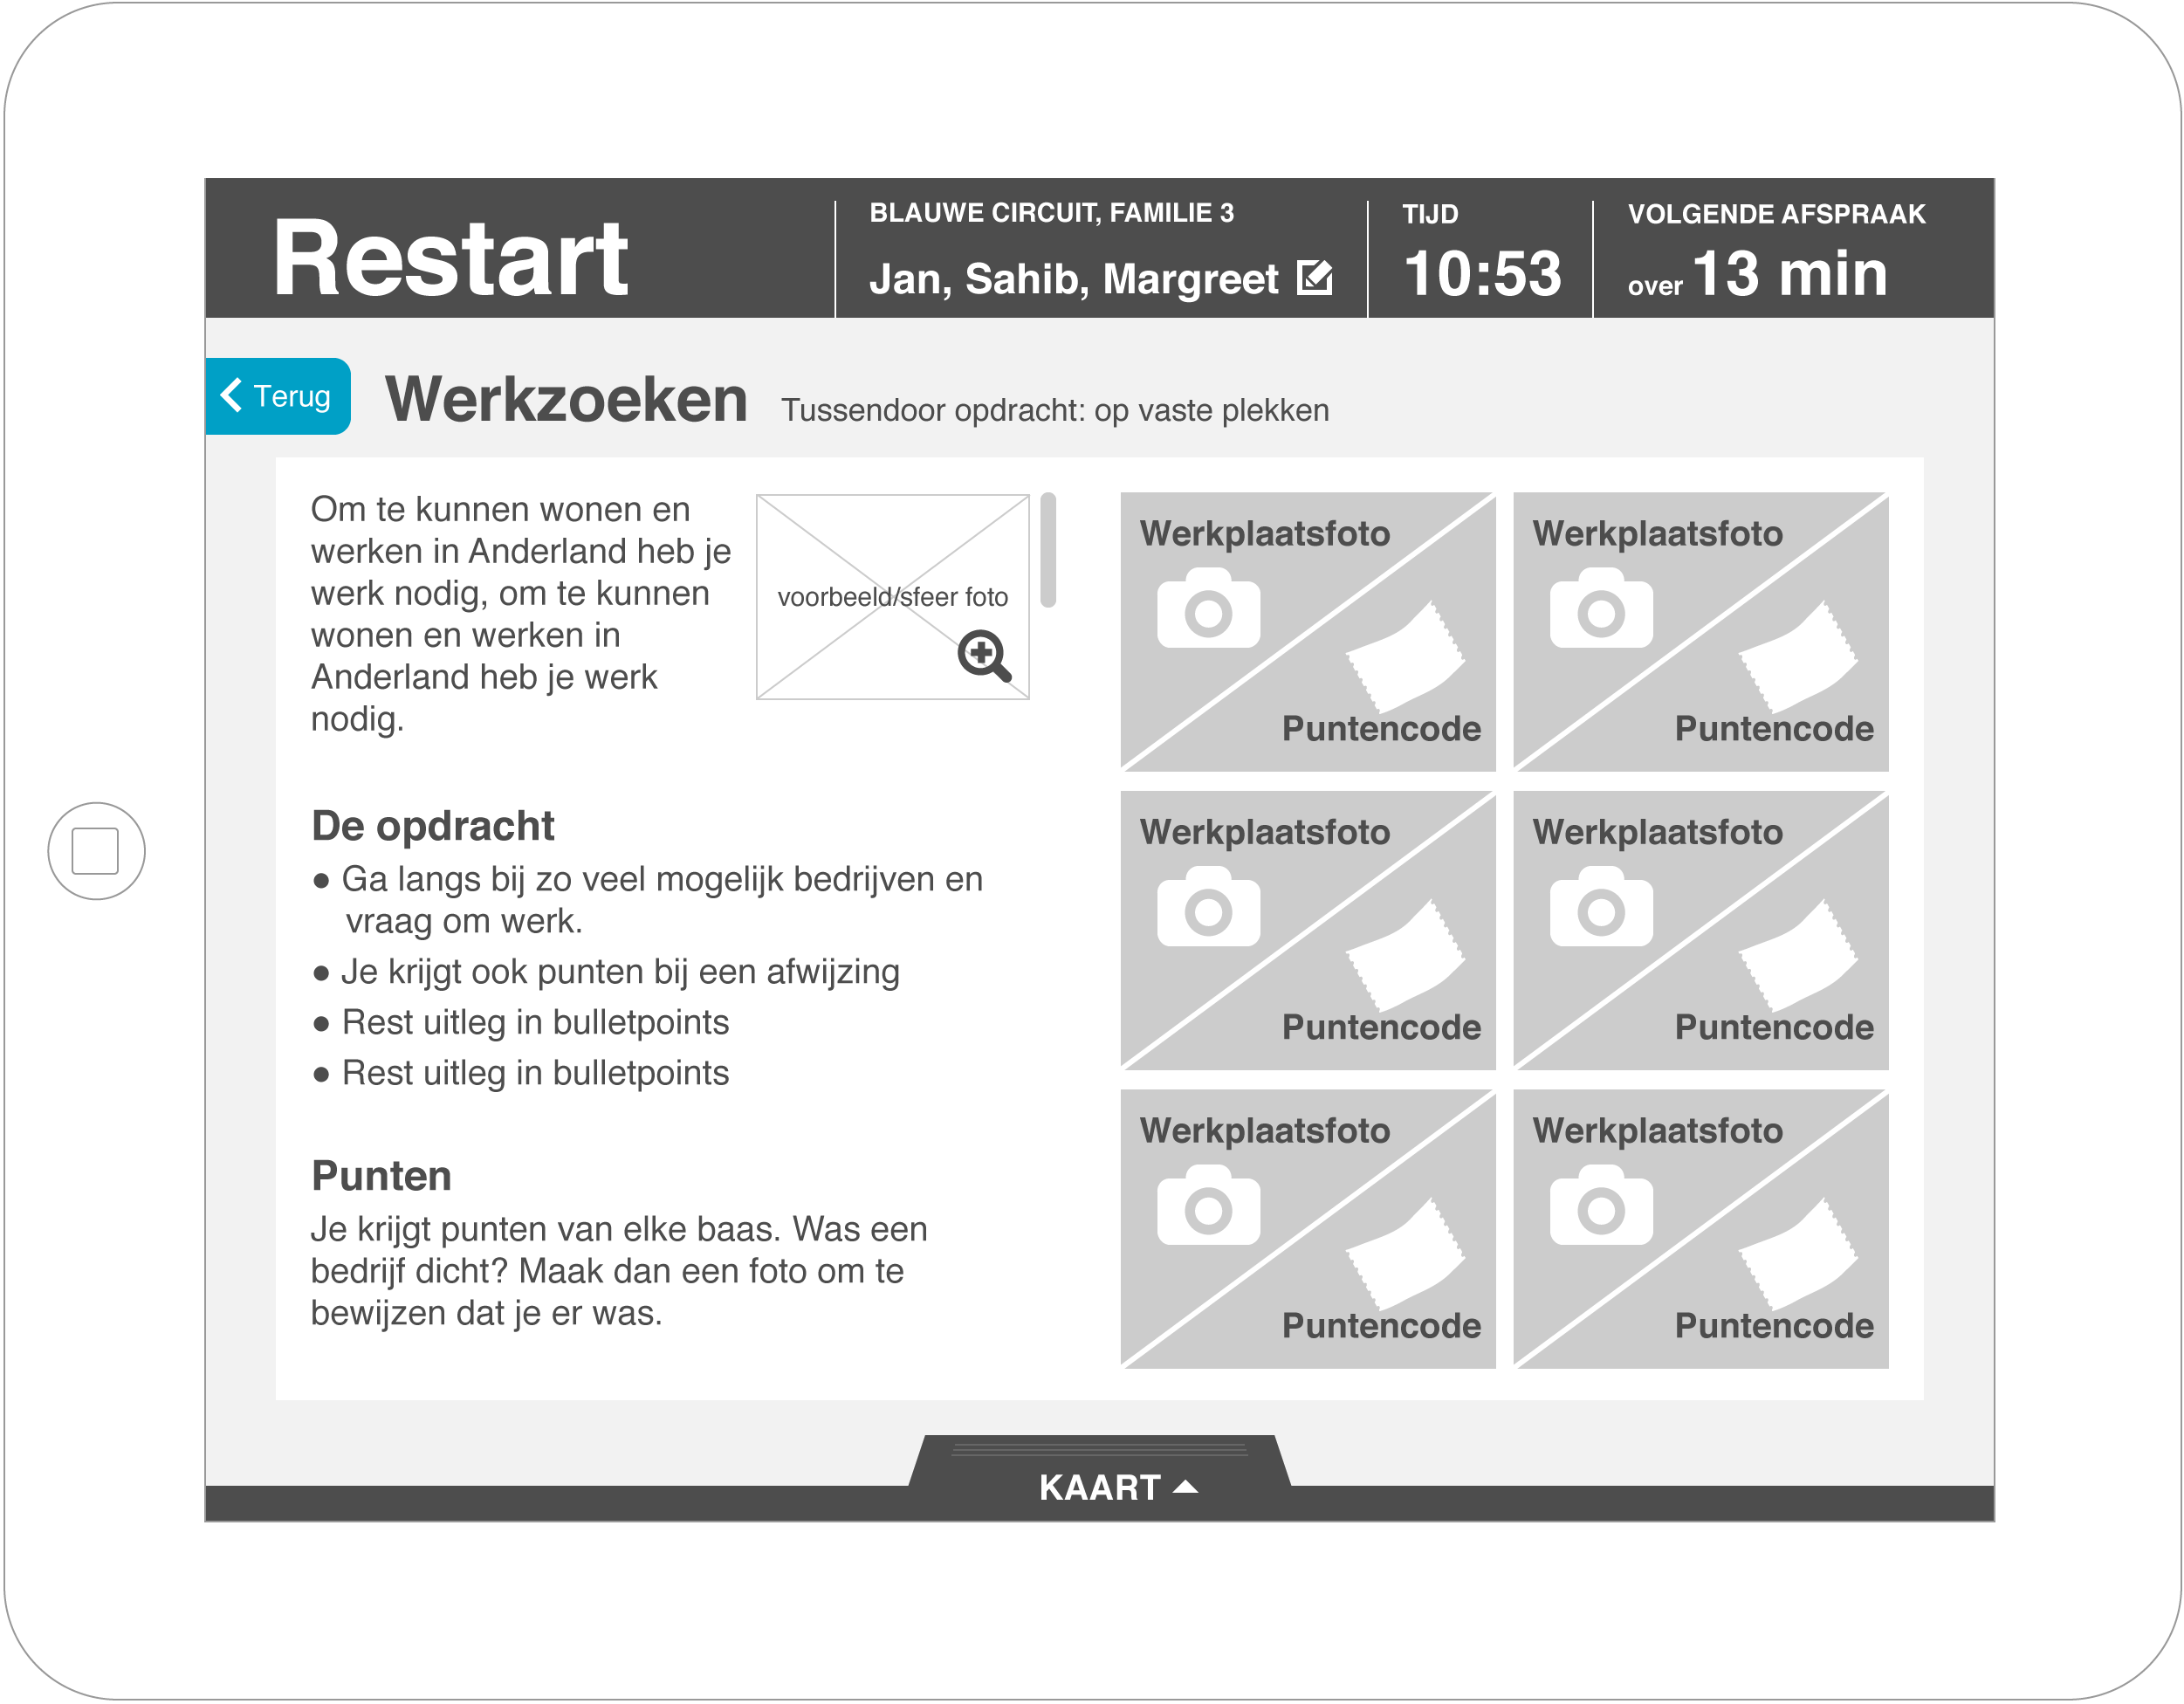 Restart
BLAUWE CIRCUIT, FAMILIE 3
Jan, Sahib, Margreet
TIJD
10:53
VOLGENDE AFSPRAAK
over 13 min
Terug
Werkzoeken
Tussendoor opdracht: op vaste plekken
Om te kunnen wonen en
werken in Anderland heb je
werk nodig, om te kunnen
wonen en werken in
Anderland heb je werk
nodig.
voorbeeld/sfeer foto
De opdracht
● Ga langs bij zo veel mogelijk bedrijven en
vraag om werk.
● Je krijgt ook punten bij een afwijzing
● Rest uitleg in bulletpoints
● Rest uitleg in bulletpoints
Punten
Je krijgt punten van elke baas. Was een
bedrijf dicht? Maak dan een foto om te
bewijzen dat je er was.
Werkplaatsfoto
Puntencode
Werkplaatsfoto
Puntencode
Werkplaatsfoto
Puntencode
Werkplaatsfoto
Puntencode
Werkplaatsfoto
Puntencode
Werkplaatsfoto
Puntencode
KAART